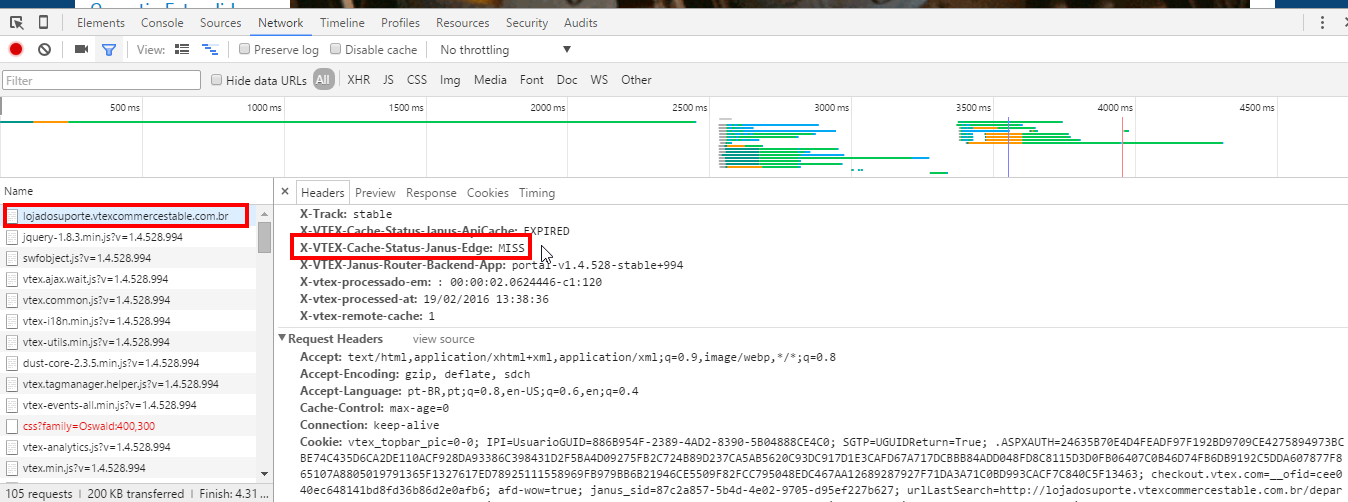 Elements Console Sources Network Timeline Profiles Resources Security Audits
View: Preserve log Disable cache No throttling ▼
Filter Hide data URLs All XHR JS CSS Img Media Font Doc WS Other
500 ms 1000 ms 1500 ms 2000 ms 2500 ms 3000 ms 3500 ms 4000 ms 4500 ms
Name
× Headers Preview Response Cookies Timing
lojadosuporte.vtexcommercestable.com.br
jquery-1.8.3.min.js?v=1.4.528.994
swfobject.js?v=1.4.528.994
vtex.ajax.wait.js?v=1.4.528.994
vtex.common.js?v=1.4.528.994
vtex-i18n.min.js?v=1.4.528.994
vtex-utils.min.js?v=1.4.528.994
dust-core-2.3.5.min.js?v=1.4.528.994
vtex.tagmanager.helper.js?v=1.4.528.994
vtex-events-all.min.js?v=1.4.528.994
css?family=Oswald:400,300
vtex-analytics.js?v=1.4.528.994
vtex.min.js?v=1.4.528.994
105 requests | 200 KB transferred | Finish: 4.31 ...
X-Track: stable
X-VTEX-Cache-Status-Janus-ApiCache: EXPIRED
X-VTEX-Cache-Status-Janus-Edge: MISS
X-VTEX-Janus-Router-Backend-App: portal-v1.4.528-stable+994
X-vtex-processado-em: : 00:00:02.0624446-c1:120
X-vtex-processed-at: 19/02/2016 13:38:36
X-vtex-remote-cache: 1
▼Request Headers view source
Accept: text/html,application/xhtml+xml,application/xml;q=0.9,image/webp,*/*;q=0.8
Accept-Encoding: gzip, deflate, sdch
Accept-Language: pt-BR,pt;q=0.8,en-US;q=0.6,en;q=0.4
Cache-Control: max-age=0
Connection: keep-alive
Cookie: vtex_topbar_pic=0-0; IPI=UsuarioGUID=886B954F-2389-4AD2-8390-5B04888CE4C0; SGTP=UGUIDReturn=True; .ASPXAUTH=24635B70E4D4FEADF97F192BD9709CE4275894973BC
BE74C435D6CA2DE110ACF928DA93386C398431D2F5BA4D09275FB2C724B89D237CA5AB5620C93DC917D1E3CAFD67A717DCBBB84ADD048FD8C8115D3D0FB06467C0B46D74FB6DB9192C5DDA607877F8
65107A8805019791365F1327617ED78925111558969FB979BB6B21946CE5509F82FCC795048EDC467AA12689287927F71DA3A71C0BD993CACF7C840C5F13463; checkout.vtex.com=__ofid=cee0
40ec648141bd8fd36b86d2e0afb6; afd-wow=true; janus_sid=87c2a857-5b4d-4e02-9705-d95ef227b627; urlLastSearch=http://lojadosuporte.vtexcommercestable.com.br/depar